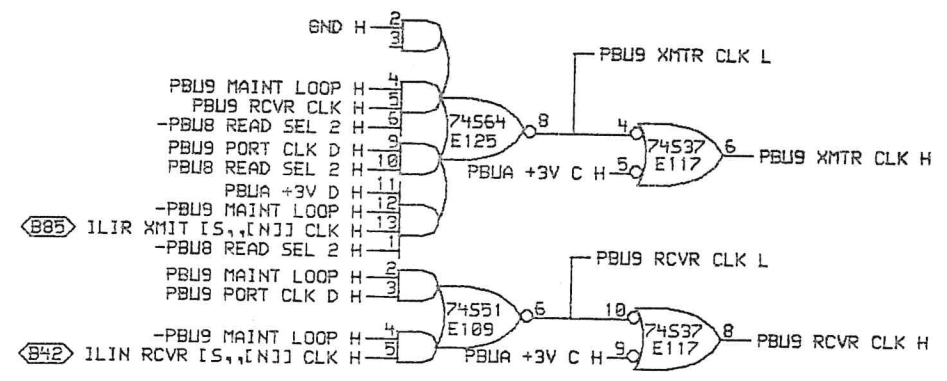 GND H 2
3
PBU9 MAINT LOOP H 4
PBU9 RCVR CLK H 5
-PBU8 READ SEL 2 H 6
PBU9 PORT CLK D H 9
PBU8 READ SEL 2 H 10
PBUA +3V D H 11
-PBU9 MAINT LOOP H 12
B85 ILIR XMIT [S,,[N]] CLK H 13
-PBU8 READ SEL 2 H 1
74S64
E125
8
PBU9 XMTR CLK L
4
PBUA +3V C H 5
74S37
E117
6
PBU9 XMTR CLK H
PBU9 MAINT LOOP H 2
PBU9 PORT CLK D H 3
-PBU9 MAINT LOOP H 4
B42 ILIN RCVR [S,,[N]] CLK H 5
74S51
E109
6
PBU9 RCVR CLK L
10
PBUA +3V C H 9
74S37
E117
8
PBU9 RCVR CLK H